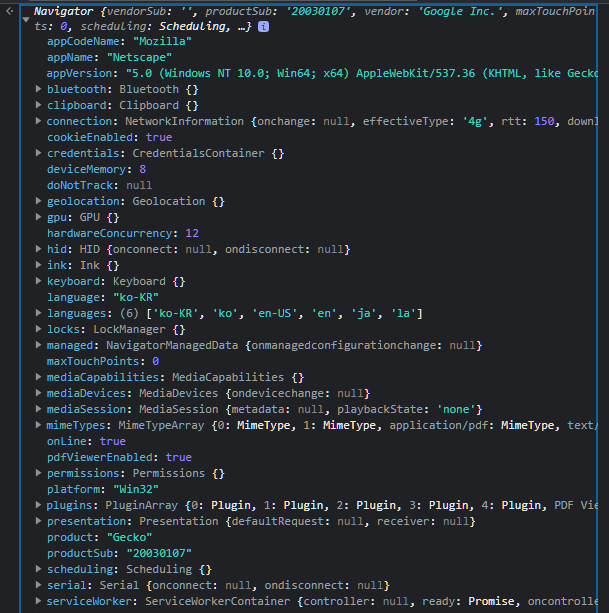 Navigator {vendorSub: '', productSub: '20030107', vendor: 'Google Inc.', maxTouchPoin
ts: 0, scheduling: Scheduling, …} i
appCodeName: "Mozilla"
appName: "Netscape"
appVersion: "5.0 (Windows NT 10.0; Win64; x64) AppleWebKit/537.36 (KHTML, like Gecko
bluetooth: Bluetooth {}
clipboard: Clipboard {}
connection: NetworkInformation {onchange: null, effectiveType: '4g', rtt: 150, downl
cookieEnabled: true
credentials: CredentialsContainer {}
deviceMemory: 8
doNotTrack: null
geolocation: Geolocation {}
gpu: GPU {}
hardwareConcurrency: 12
hid: HID {onconnect: null, ondisconnect: null}
ink: Ink {}
keyboard: Keyboard {}
language: "ko-KR"
languages: (6) ['ko-KR', 'ko', 'en-US', 'en', 'ja', 'la']
locks: LockManager {}
managed: NavigatorManagedData {onmanagedconfigurationchange: null}
maxTouchPoints: 0
mediaCapabilities: MediaCapabilities {}
mediaDevices: MediaDevices {ondevicechange: null}
mediaSession: MediaSession {metadata: null, playbackState: 'none'}
mimeTypes: MimeTypeArray {0: MimeType, 1: MimeType, application/pdf: MimeType, text/
onLine: true
pdfViewerEnabled: true
permissions: Permissions {}
platform: "Win32"
plugins: PluginArray {0: Plugin, 1: Plugin, 2: Plugin, 3: Plugin, 4: Plugin, PDF Vie
presentation: Presentation {defaultRequest: null, receiver: null}
product: "Gecko"
productSub: "20030107"
scheduling: Scheduling {}
serial: Serial {onconnect: null, ondisconnect: null}
serviceWorker: ServiceWorkerContainer {controller: null, ready: Promise, oncontrolle